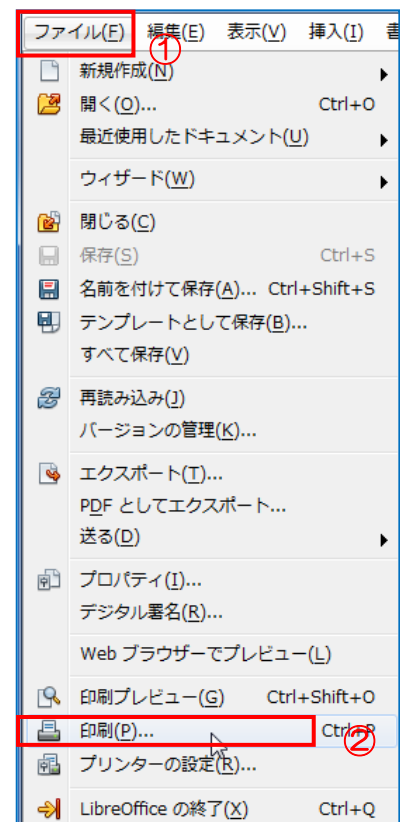 ファイル(F) 編集(E) 表示(V) 挿入(I)
①
新規作成(N)
開く(O)... Ctrl+O
最近使用したドキュメント(U)
ウィザード(W)
閉じる(C)
保存(S) Ctrl+S
名前を付けて保存(A)... Ctrl+Shift+S
テンプレートとして保存(B)...
すべて保存(V)
再読み込み(J)
バージョンの管理(K)...
エクスポート(T)...
PDF としてエクスポート...
送る(D)
プロパティ(I)...
デジタル署名(R)...
Web ブラウザーでプレビュー(L)
印刷プレビュー(G) Ctrl+Shift+O
印刷(P)... Ctrl+P
②
プリンターの設定(R)...
LibreOffice の終了(X) Ctrl+Q